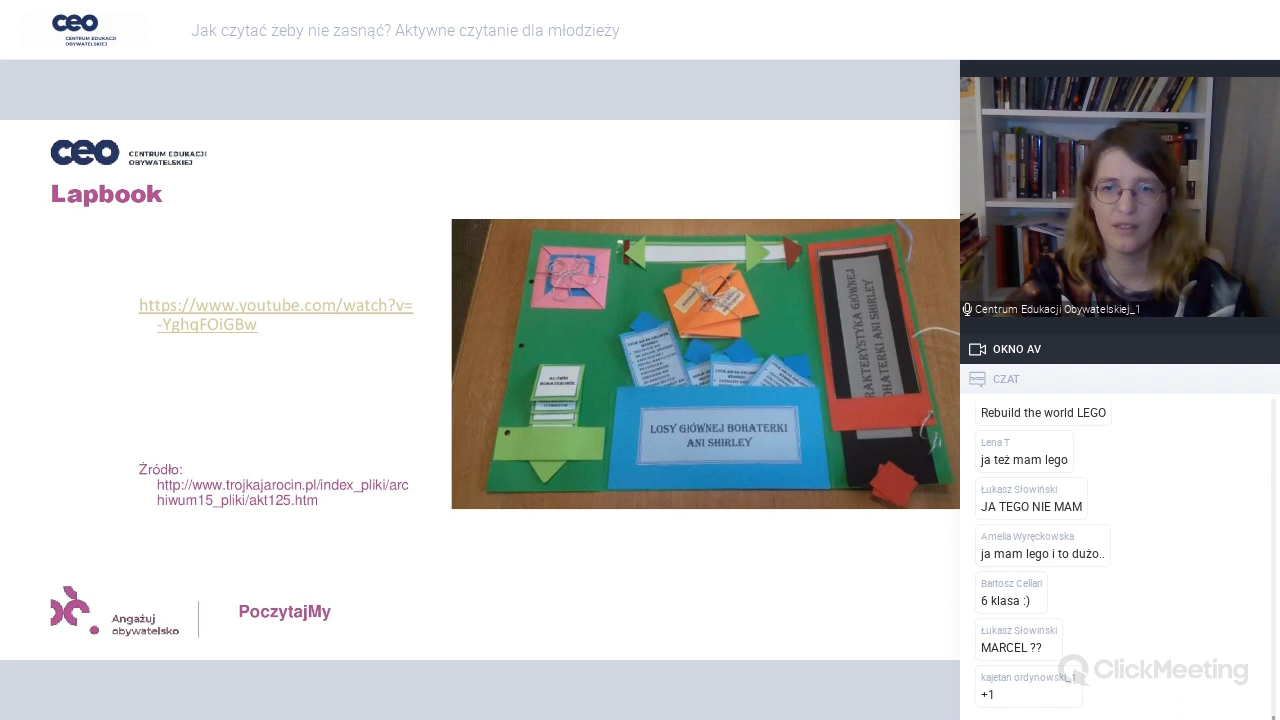 ceo
CENTRUM EDUKACJI
OBYWATELSKIEJ
Jak czytać żeby nie zasnąć? Aktywne czytanie dla młodzieży
ceo
CENTRUM EDUKACJI
OBYWATELSKIEJ
Lapbook
https://www.youtube.com/watch?v=
-YghqFOiGBw
Źródło:
http://www.trojkajarocin.pl/index_pliki/arc
hiwum15_pliki/akt125.htm
LOSY GŁÓWNEJ BOHATERKI
ANI SHIRLEY
RAKTERYSTYKA GŁÓWNEJ
BOHATERKI ANI SHIRLEY
Angażuj
obywatelsko
PoczytajMy
Centrum Edukacji Obywatelskiej_1
OKNO AV
CZAT
Rebuild the world LEGO
Łena T
ja też mam lego
Łukasz Słowiński
JA TEGO NIE MAM
Amelia Wyręckowska
ja mam lego i to dużo..
Bartosz Cellari
6 klasa :)
Łukasz Słowiński
MARCEL ??
kajetan ordynowski_1
+1
ClickMeeting